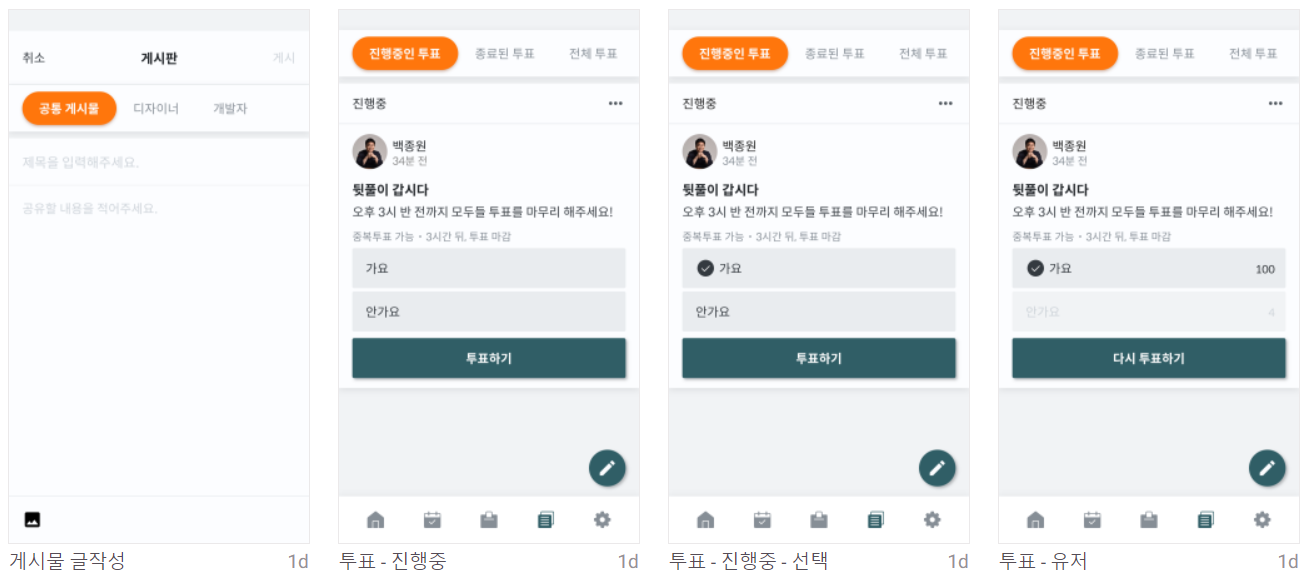 취소 게시판 게시
공통 게시물 디자이너 개발자
제목을 입력해주세요.
공유할 내용을 적어주세요.
게시물 글작성 1d
진행중인 투표 종료된 투표 전체 투표
진행중
백종원
34분 전
뒷풀이 갑시다
오후 3시 반 전까지 모두들 투표를 마무리 해주세요!
중복투표 가능 • 3시간 뒤, 투표 마감
가요
안가요
투표하기
투표 - 진행중 1d
진행중인 투표 종료된 투표 전체 투표
진행중
백종원
34분 전
뒷풀이 갑시다
오후 3시 반 전까지 모두들 투표를 마무리 해주세요!
중복투표 가능 • 3시간 뒤, 투표 마감
가요
안가요
투표하기
투표 - 진행중 - 선택 1d
진행중인 투표 종료된 투표 전체 투표
진행중
백종원
34분 전
뒷풀이 갑시다
오후 3시 반 전까지 모두들 투표를 마무리 해주세요!
중복투표 가능 • 3시간 뒤, 투표 마감
가요 100
안가요 4
다시 투표하기
투표 - 유저 1d